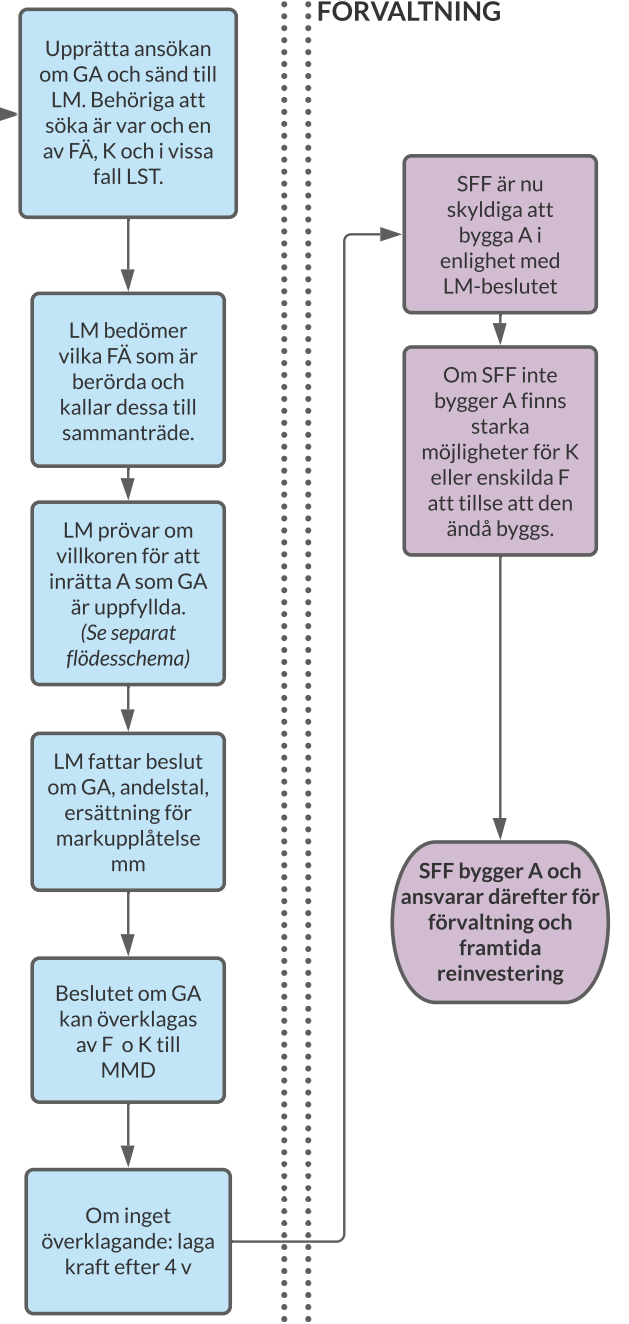 Upprätta ansökan
om GA och sänd till
LM. Behöriga att
söka är var och en
av FÄ, K och i vissa
fall LST.
LM bedömer
vilka FÄ som är
berörda och
kallar dessa till
sammanträde.
LM prövar om
villkoren för att
inrätta A som GA
är uppfyllda.
(Se separat
flödesschema)
LM fattar beslut
om GA, andelstal,
ersättning för
markupplåtelse
mm
Beslutet om GA
kan överklagas
av F o K till
MMD
Om inget
överklagande: laga
kraft efter 4 v
FÖRVALTNING
SFF är nu
skyldiga att
bygga A i
enlighet med
LM-beslutet
Om SFF inte
bygger A finns
starka
möjligheter för K
eller enskilda F
att tillse att den
ändå byggs.
SFF bygger A och
ansvarar därefter för
förvaltning och
framtida
reinvestering